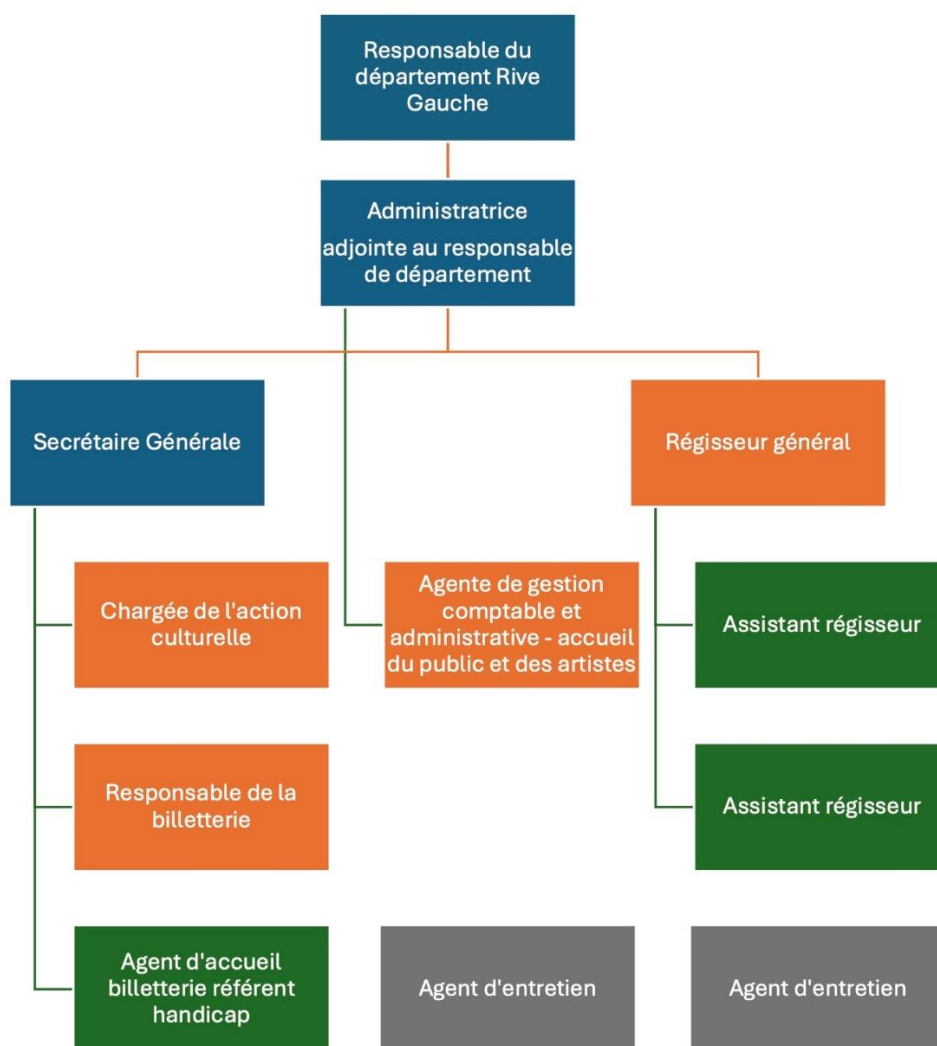 Responsable du
département Rive
Gauche
Administratrice
adjointe au responsable
de département
Secrétaire Générale
Régisseur général
Chargée de l'action
culturelle
Agente de gestion
comptable et
administrative - accueil
du public et des artistes
Assistant régisseur
Responsable de la
billetterie
Assistant régisseur
Agent d'accueil
billetterie référent
handicap
Agent d'entretien
Agent d'entretien